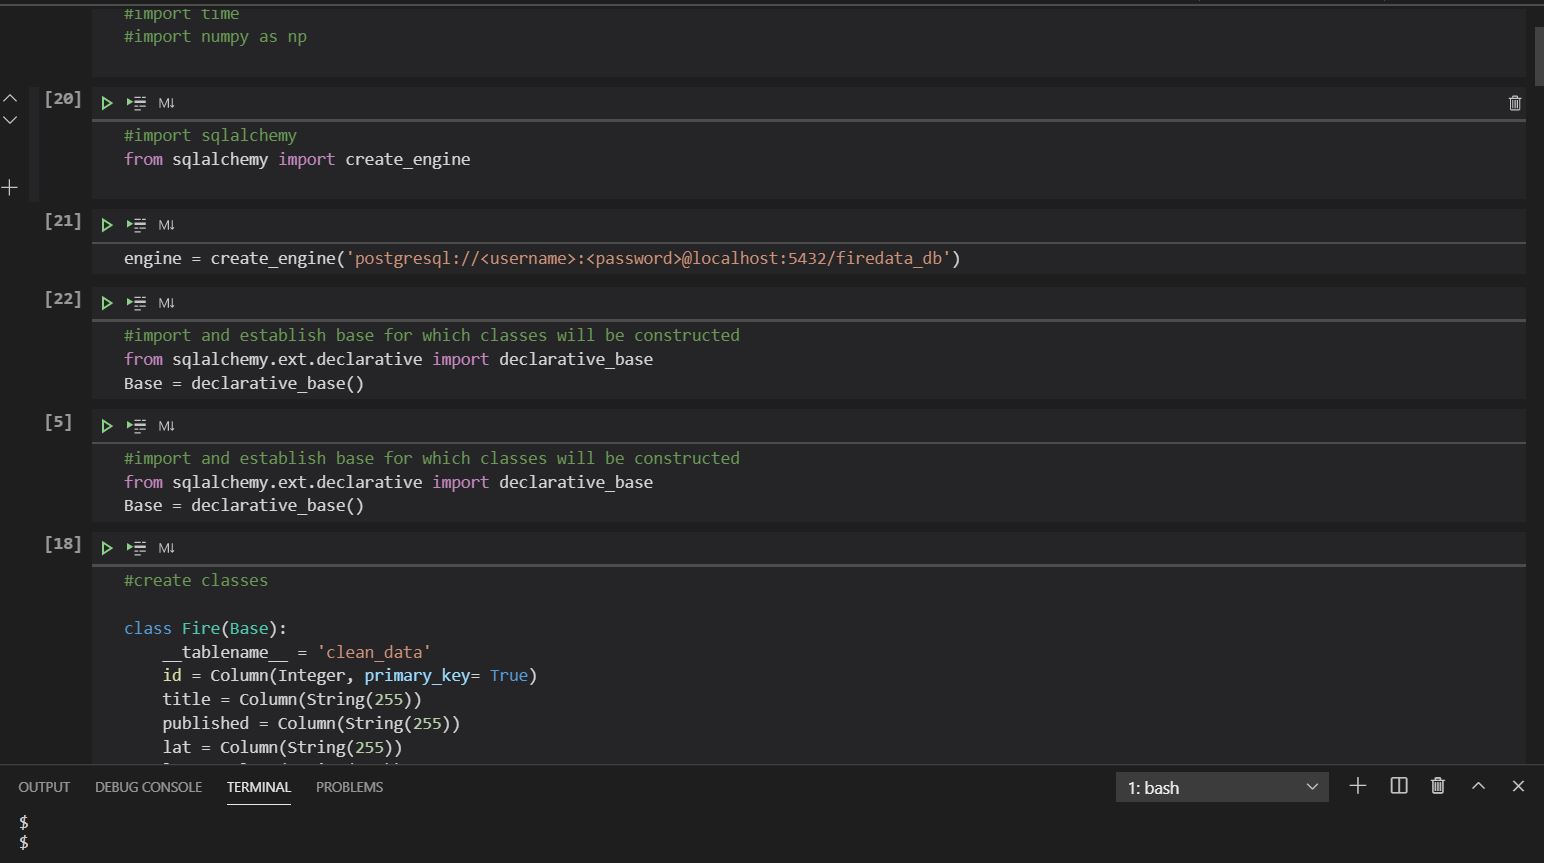 #import time
#import numpy as np
[20]
M↓
#import sqlalchemy
from sqlalchemy import create_engine
[21]
M↓
engine = create_engine('postgresql://<username>:<password>@localhost:5432/firedata_db')
[22]
M↓
#import and establish base for which classes will be constructed
from sqlalchemy.ext.declarative import declarative_base
Base = declarative_base()
[5]
M↓
#import and establish base for which classes will be constructed
from sqlalchemy.ext.declarative import declarative_base
Base = declarative_base()
[18]
M↓
#create classes
class Fire(Base):
    __tablename__ = 'clean_data'
    id = Column(Integer, primary_key= True)
    title = Column(String(255))
    published = Column(String(255))
    lat = Column(String(255))
OUTPUT DEBUG CONSOLE TERMINAL PROBLEMS 1: bash
$
$